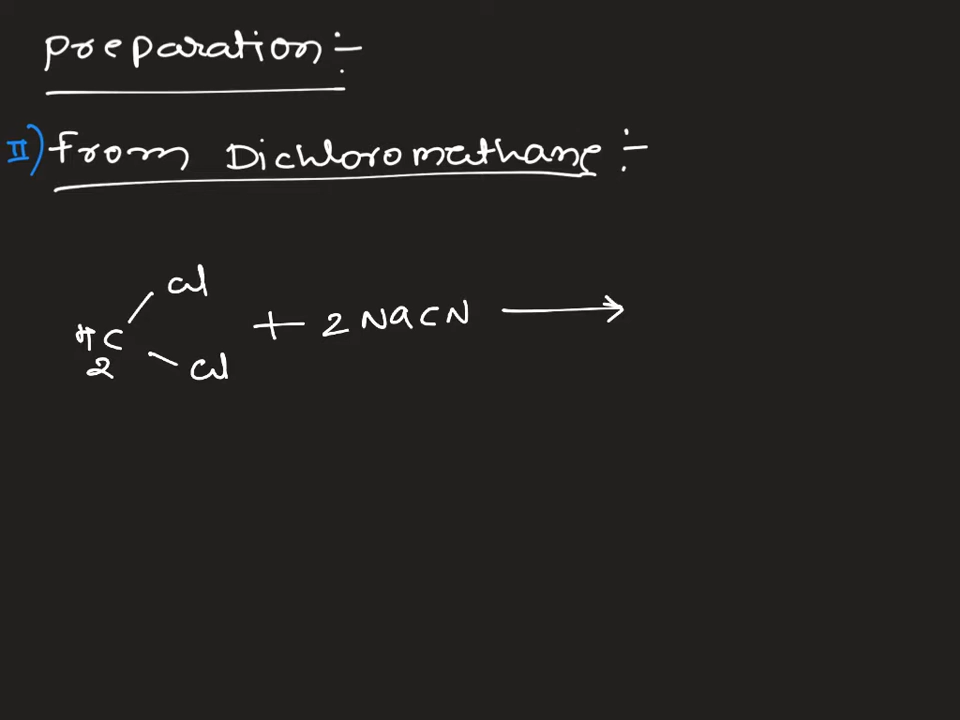 Preparation:-
II) From Dichloromethane:-
Cl
H2C + 2 NaCN ⟶
Cl